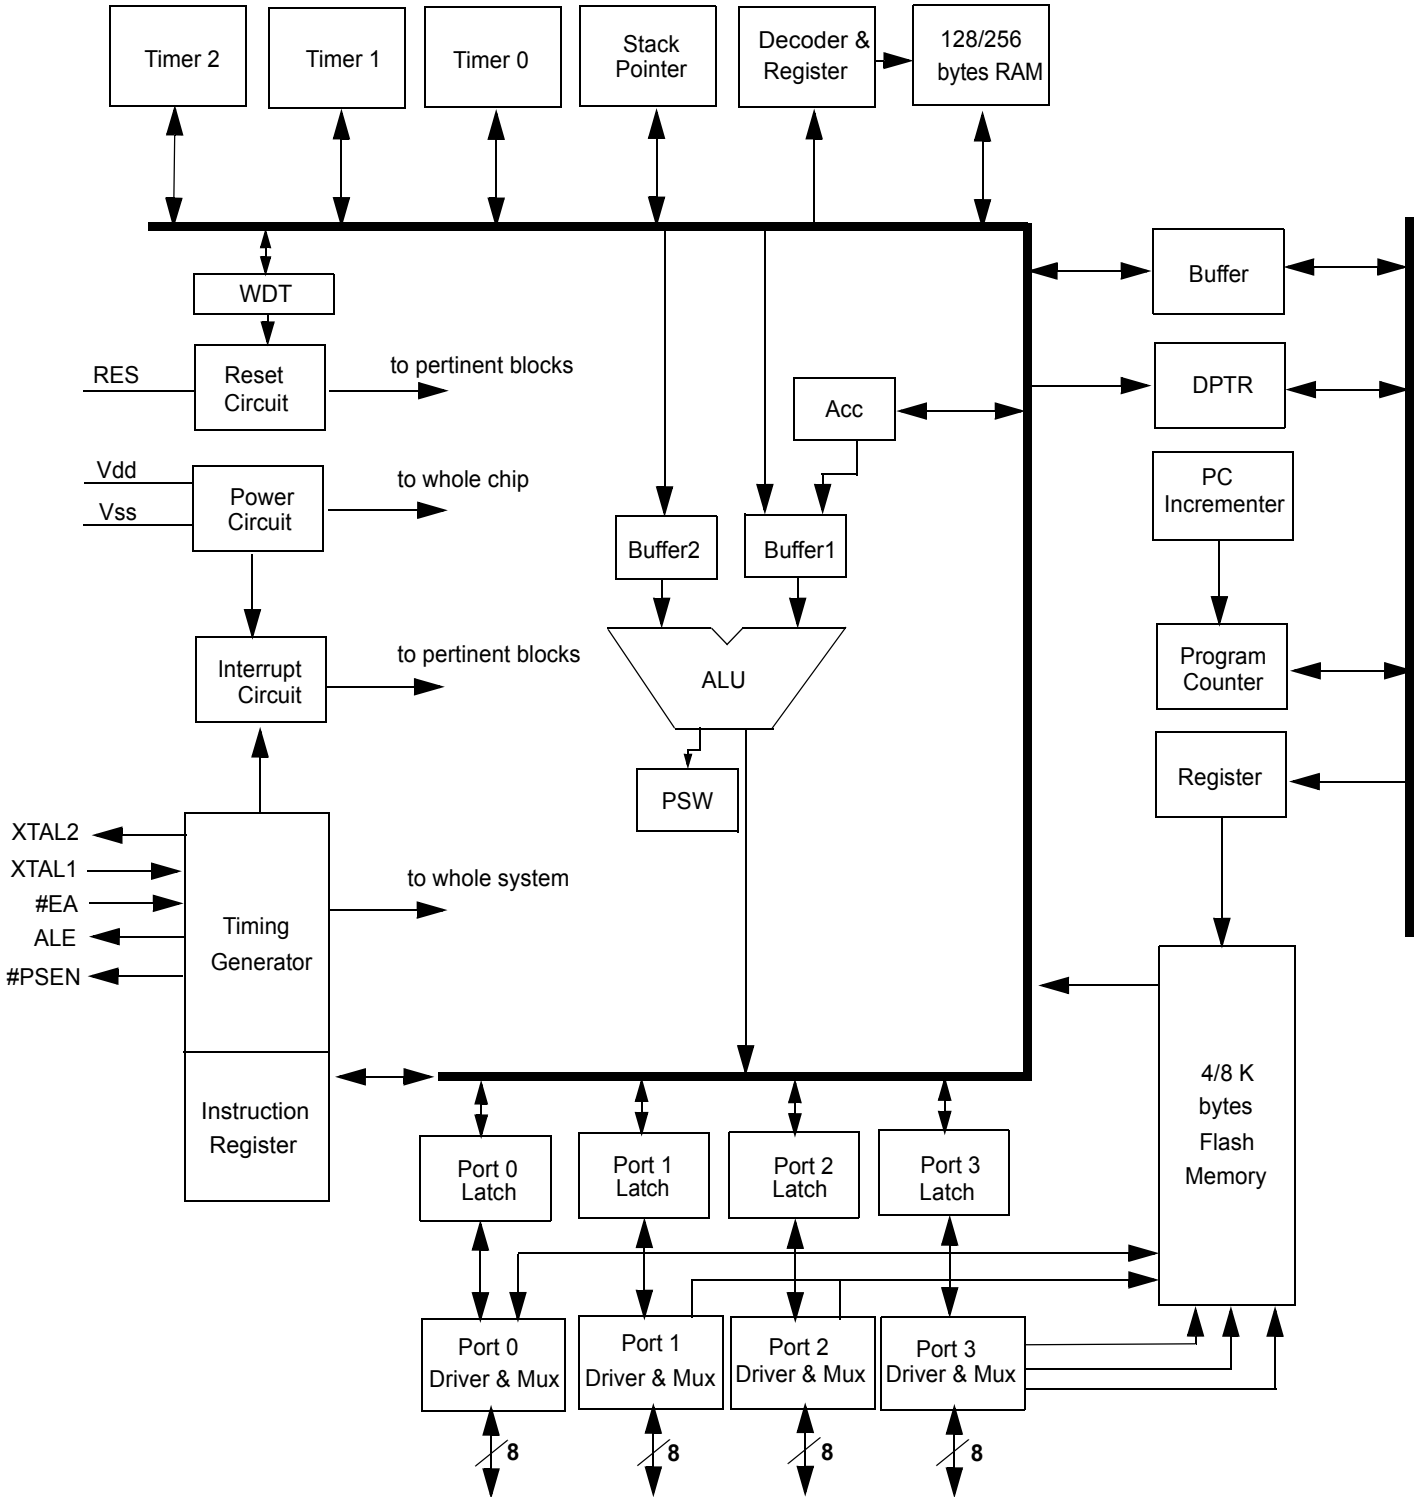 Timer 2
Timer 1
Timer 0
Stack
Pointer
Decoder &
Register
128/256
bytes RAM
WDT
Buffer
RES
Reset
Circuit
to pertinent blocks
DPTR
Acc
Vdd
Vss
Power
Circuit
to whole chip
PC
Incrementer
Buffer2
Buffer1
Interrupt
Circuit
to pertinent blocks
ALU
Program
Counter
PSW
Register
XTAL2
XTAL1
#EA
ALE
#PSEN
Timing
Generator
to whole system
Instruction
Register
4/8 K
bytes
Flash
Memory
Port 0
Latch
Port 1
Latch
Port 2
Latch
Port 3
Latch
Port 0
Driver & Mux
Port 1
Driver & Mux
Port 2
Driver & Mux
Port 3
Driver & Mux
8
8
8
8